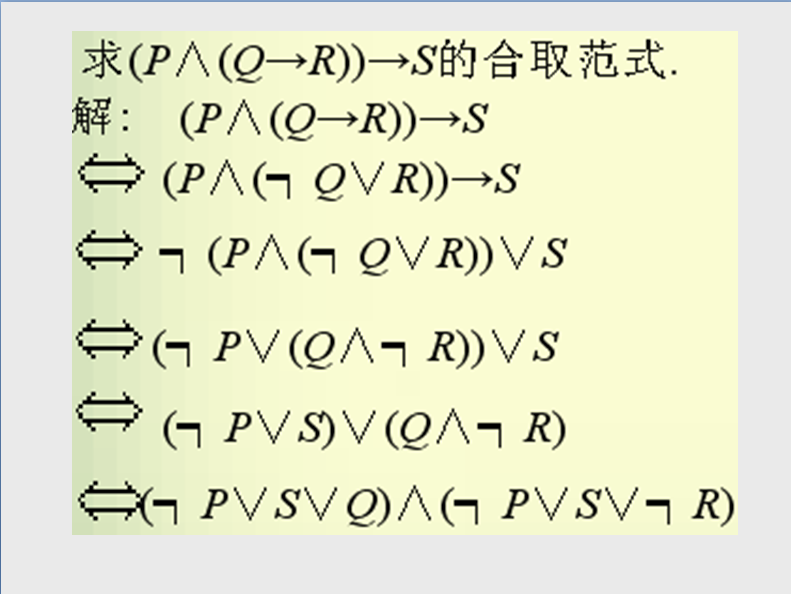 求(P∧(Q→R))→S的合取范式.
解: (P∧(Q→R))→S
⇔ (P∧(¬ Q∨R))→S
⇔ ¬ (P∧(¬ Q∨R))∨S
⇔ (¬ P∨(Q∧¬ R))∨S
⇔ (¬ P∨S)∨(Q∧¬ R)
⇔(¬ P∨S∨Q)∧(¬ P∨S∨¬ R)